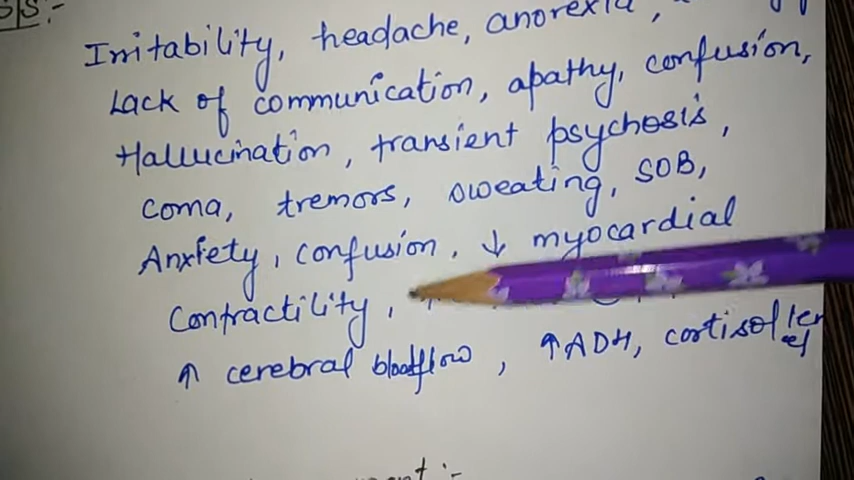 Irritability, headache, anorexia,
Lack of communication, apathy, confusion,
Hallucination, transient psychosis,
coma, tremors, sweating, SOB,
Anxiety, confusion, ↓ myocardial
Contractility,
↑ cerebral bloodflow, ↑ADH, cortisol level